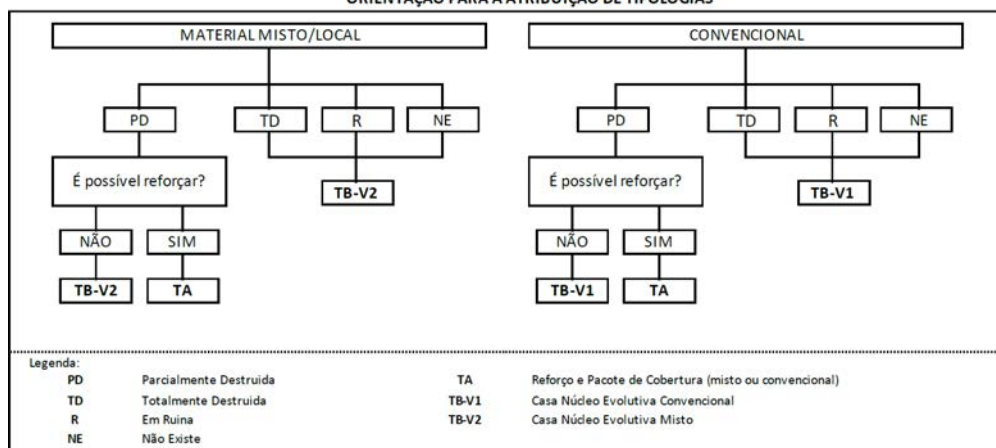 ORIENTAÇÃO PARA A ATRIBUIÇÃO DE TIPOLOGIAS
MATERIAL MISTO/LOCAL
PD TD R NE
É possível reforçar?
TB-V2
NÃO SIM
TB-V2 TA
CONVENCIONAL
PD TD R NE
É possível reforçar?
TB-V1
NÃO SIM
TB-V1 TA
Legenda:
PD Parcialmente Destruida
TD Totalmente Destruida
R Em Ruina
NE Não Existe
TA Reforço e Pacote de Cobertura (misto ou convencional)
TB-V1 Casa Núcleo Evolutiva Convencional
TB-V2 Casa Núcleo Evolutiva Misto